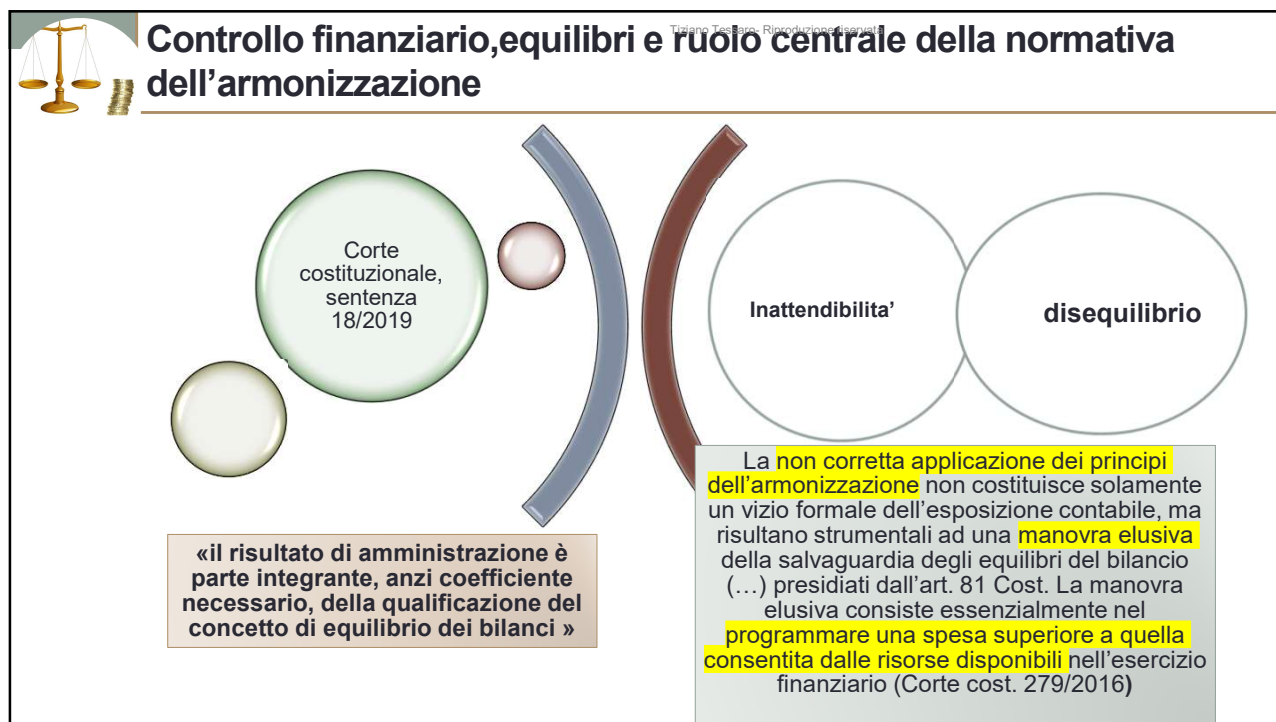 Tiziano Tessaro- Riproduzione riservata
Controllo finanziario,equilibri e ruolo centrale della normativa
dell’armonizzazione
Corte
costituzionale,
sentenza
18/2019
«il risultato di amministrazione è
parte integrante, anzi coefficiente
necessario, della qualificazione del
concetto di equilibrio dei bilanci »
Inattendibilita’
disequilibrio
La non corretta applicazione dei principi
dell’armonizzazione non costituisce solamente
un vizio formale dell’esposizione contabile, ma
risultano strumentali ad una manovra elusiva
della salvaguardia degli equilibri del bilancio
(…) presidiati dall’art. 81 Cost. La manovra
elusiva consiste essenzialmente nel
programmare una spesa superiore a quella
consentita dalle risorse disponibili nell’esercizio
finanziario (Corte cost. 279/2016)